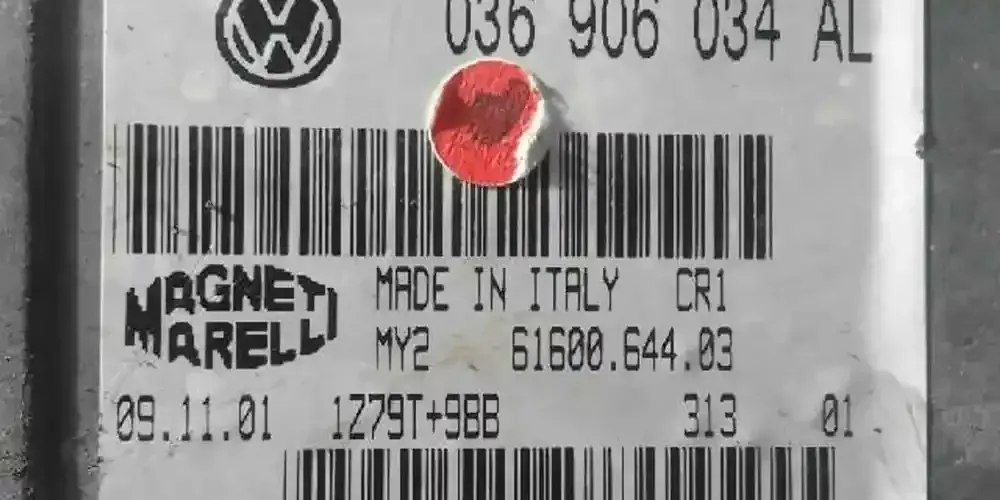 036 906 034 AL
MAGNETI
MARELLI
MADE IN ITALY CR1
MY2 61600.644.03
09.11.01 1Z79T+9BB 313 01